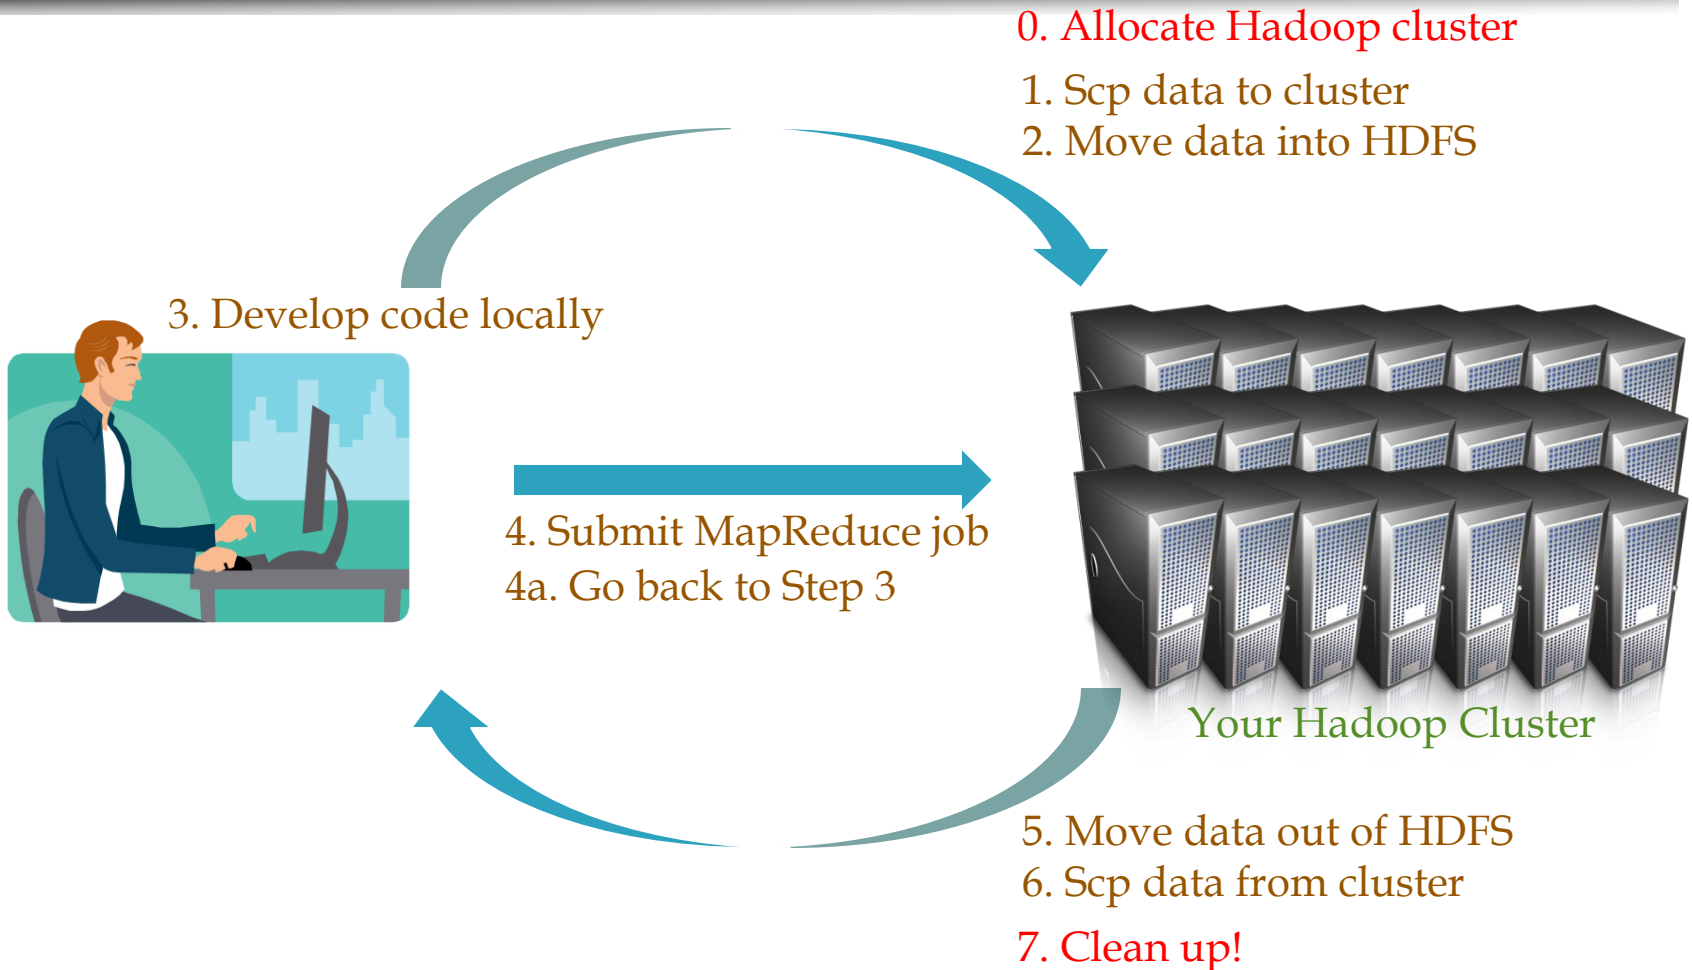 0. Allocate Hadoop cluster
1. Scp data to cluster
2. Move data into HDFS
3. Develop code locally
4. Submit MapReduce job
4a. Go back to Step 3
Your Hadoop Cluster
5. Move data out of HDFS
6. Scp data from cluster
7. Clean up!